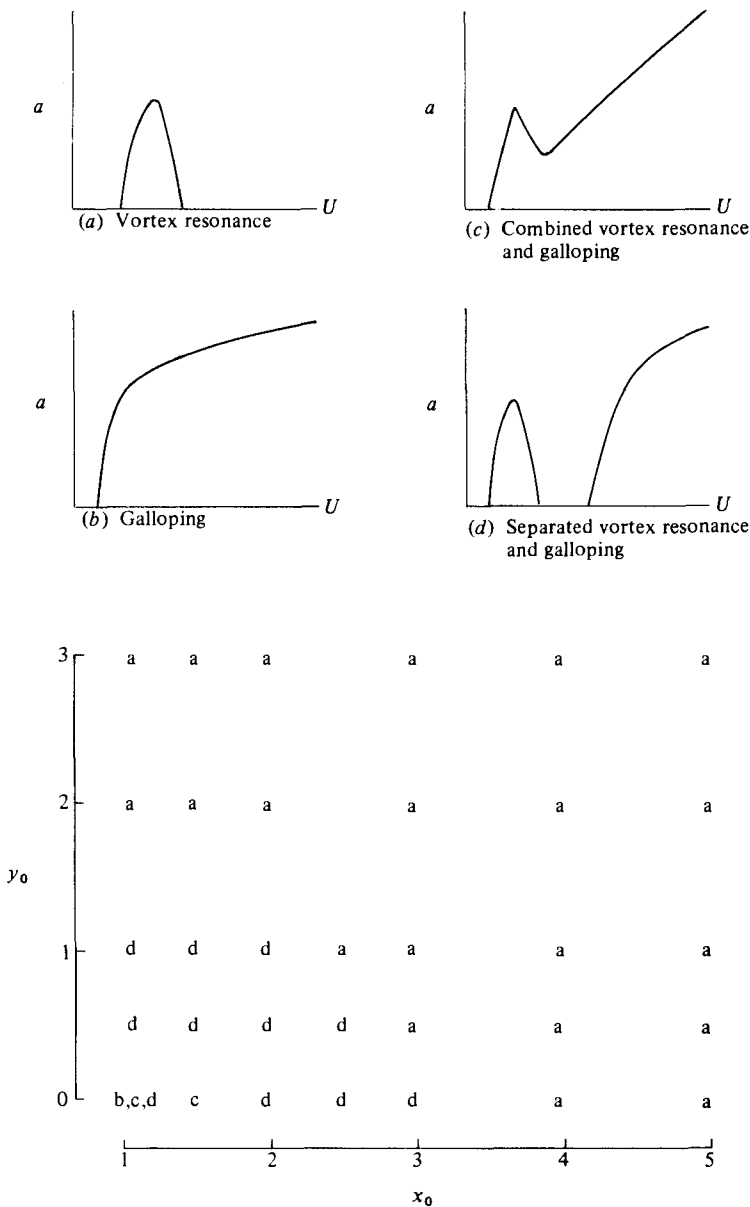 a
U
(a) Vortex resonance
a
U
(c) Combined vortex resonance
and galloping
a
U
(b) Galloping
a
U
(d) Separated vortex resonance
and galloping
3 a a a a a a
2 a a a a a a
y0
1 d d d a a a a
d d d d a a a
0 b,c,d c d d d a a
1 2 3 4 5
x0